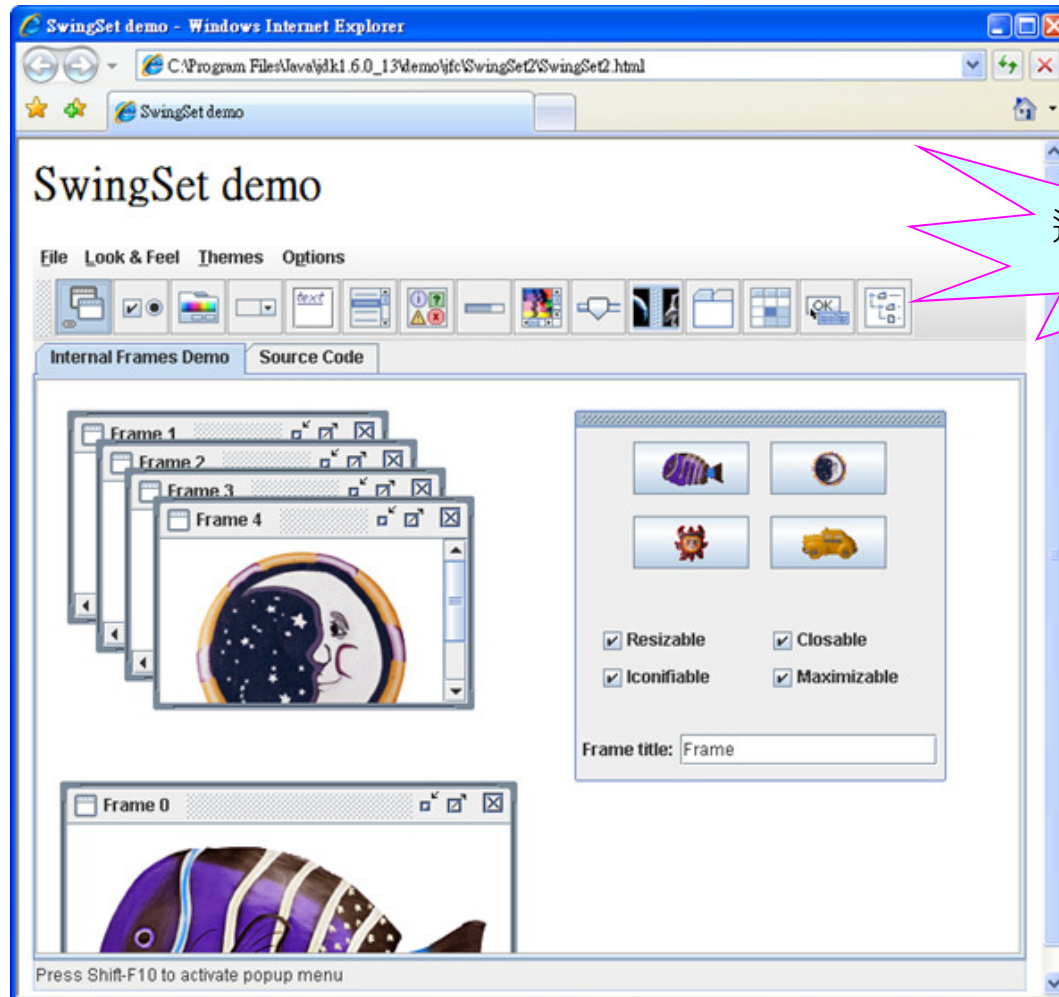 SwingSet demo - Windows Internet Explorer
C:\Program Files\Java\jdk1.6.0_13\demo\jfc\SwingSet2\SwingSet2.html
SwingSet demo
SwingSet demo
File Look & Feel Themes Options
text
OK
Internal Frames Demo Source Code
Frame 1
Frame 2
Frame 3
Frame 4
Resizable Closable
Iconifiable Maximizable
Frame title: Frame
Frame 0
Press Shift-F10 to activate popup menu